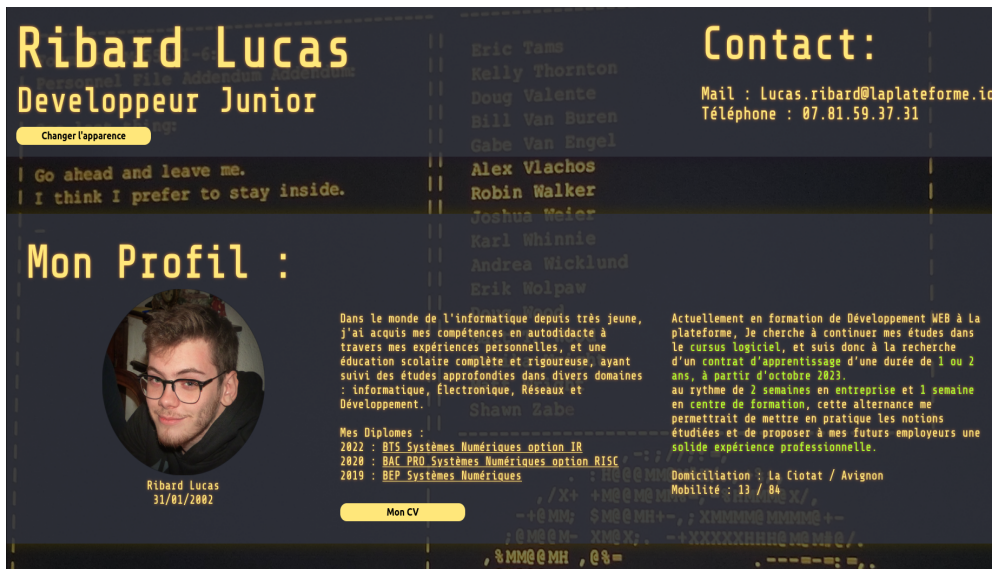 Ribard Lucas
Developpeur Junior
Changer l'apparence
Contact:
Mail : Lucas.ribard@laplateforme.io
Téléphone : 07.81.59.37.31
Personnel File Addendum Addendum:
Go ahead and leave me.
I think I prefer to stay inside.
Eric Tams
Kelly Thornton
Doug Valente
Bill Van Buren
Gabe Van Engel
Alex Vlachos
Robin Walker
Joshua Weier
Karl Whinnie
Andrea Wicklund
Erik Wolpaw
Shawn Zabe
Mon Profil :
Ribard Lucas
31/01/2002
Dans le monde de l'informatique depuis très jeune,
j'ai acquis mes compétences en autodidacte à
travers mes expériences personnelles, et une
éducation scolaire complète et rigoureuse, ayant
suivi des études approfondies dans divers domaines
: informatique, Électronique, Réseaux et
Développement.
Mes Diplomes :
2022 : BTS Systèmes Numériques option IR
2020 : BAC PRO Systèmes Numériques option RISC
2019 : BEP Systèmes Numériques
Mon CV
Actuellement en formation de Développement WEB à La
plateforme, Je cherche à continuer mes études dans
le cursus logiciel, et suis donc à la recherche
d'un contrat d'apprentissage d'une durée de 1 ou 2
ans, à partir d'octobre 2023.
au rythme de 2 semaines en entreprise et 1 semaine
en centre de formation, cette alternance me
permettrait de mettre en pratique les notions
étudiées et de proposer à mes futurs employeurs une
solide expérience professionnelle.
Domiciliation : La Ciotat / Avignon
Mobilité : 13 / 84